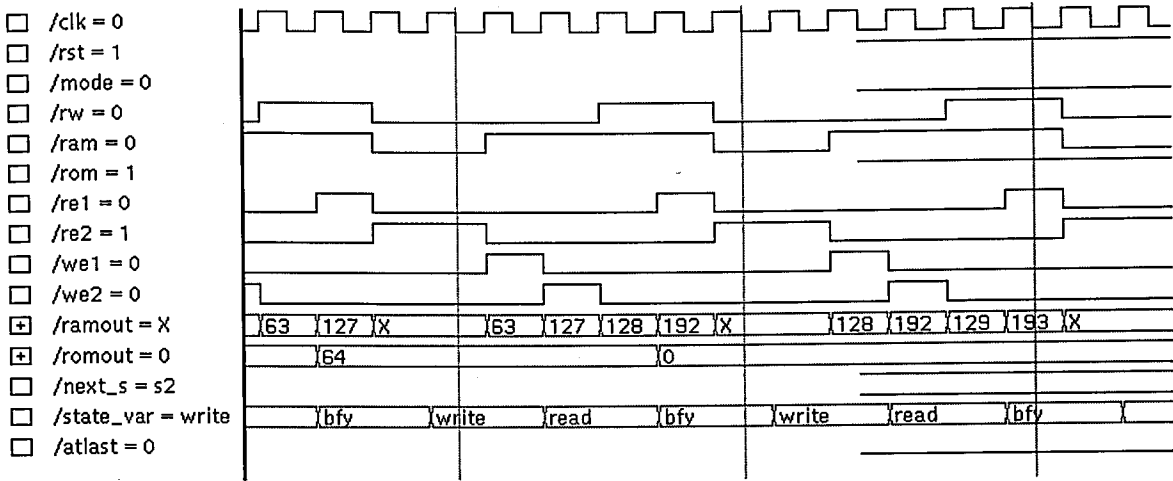 /clk = 0
/rst = 1
/mode = 0
/rw = 0
/ram = 0
/rom = 1
/re1 = 0
/re2 = 1
/we1 = 0
/we2 = 0
/ramout = X 63 127 X 63 127 128 192 X 128 192 129 193 X
/romout = 0 64 0
/next_s = s2
/state_var = write bfy write read bfy write read bfy
/atlast = 0